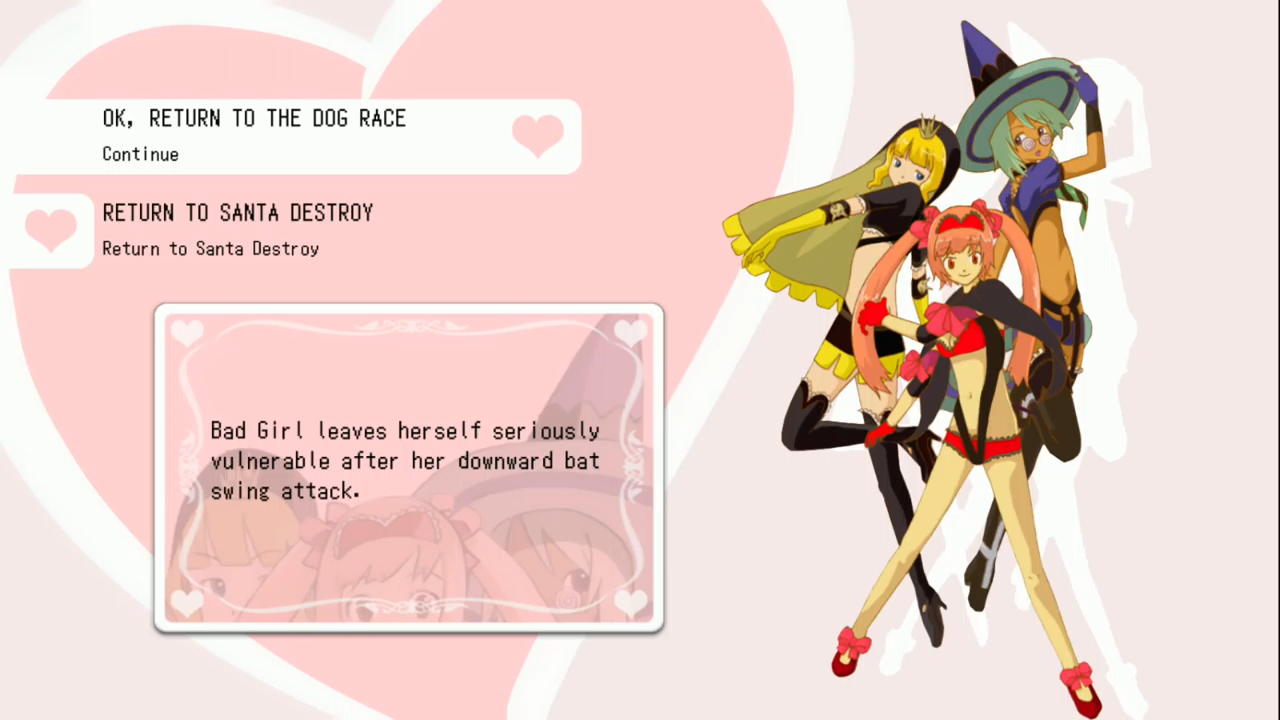 OK, RETURN TO THE DOG RACE
Continue
RETURN TO SANTA DESTROY
Return to Santa Destroy
Bad Girl leaves herself seriously
vulnerable after her downward bat
swing attack.